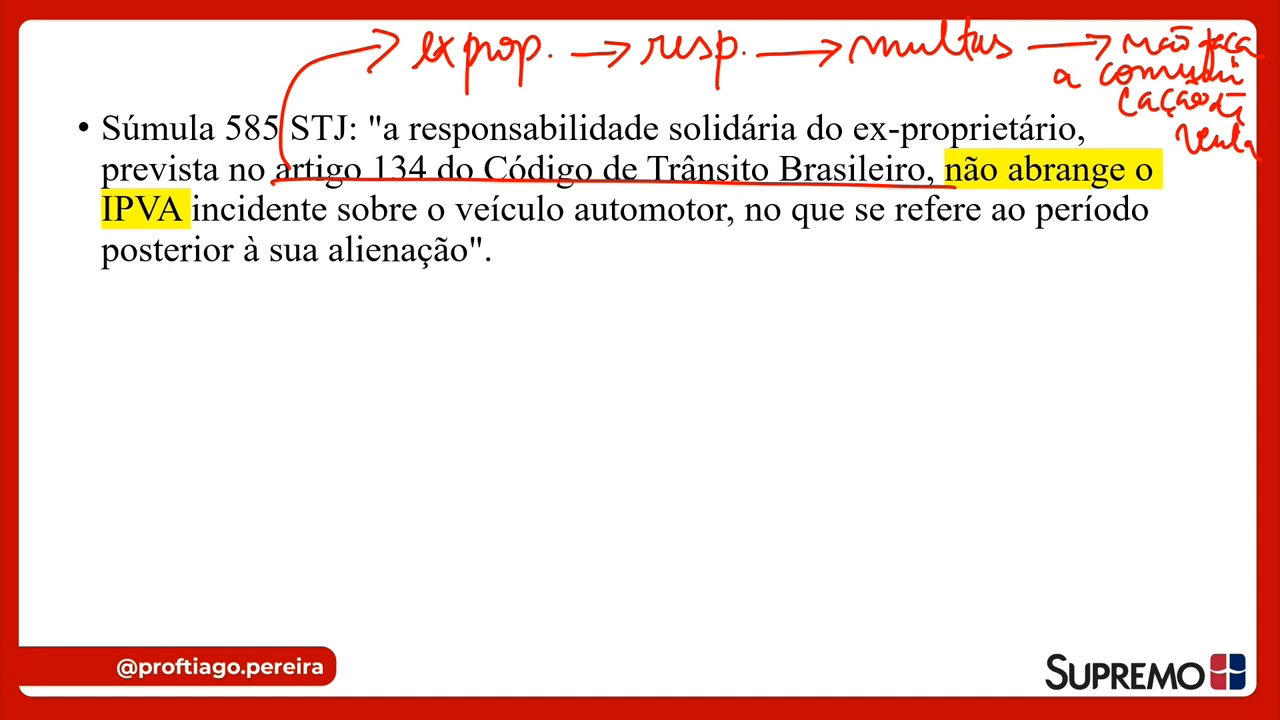 ex prop. → resp. → multas → não faça
a comuni
cação de
venda
• Súmula 585 STJ: "a responsabilidade solidária do ex-proprietário,
prevista no artigo 134 do Código de Trânsito Brasileiro, não abrange o
IPVA incidente sobre o veículo automotor, no que se refere ao período
posterior à sua alienação".
@proftiago.pereira
SUPREMO